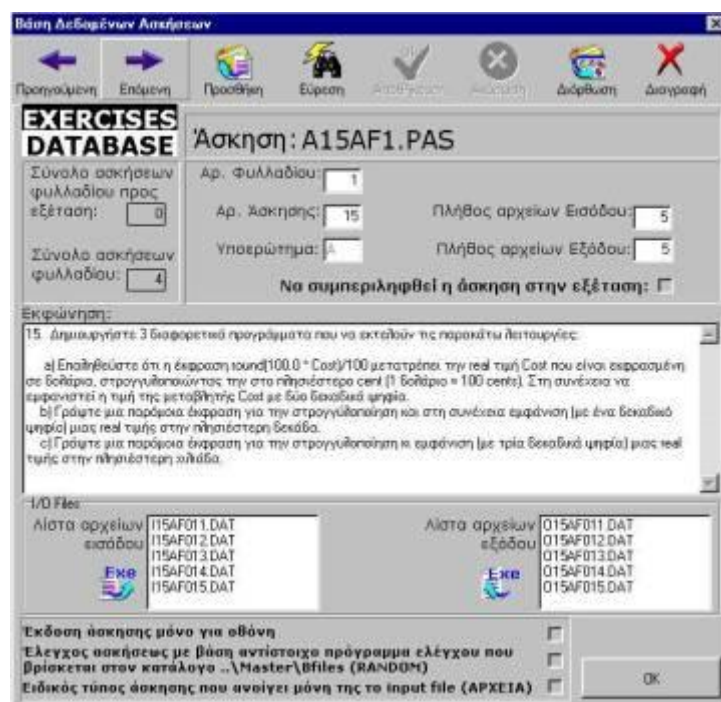 Βάση Δεδομένων Ασκήσεων
Προηγούμενη Επόμενη Προσθήκη Εύρεση Αποθήκευση Ακύρωση Διόρθωση Διαγραφή
EXERCISES
DATABASE
Άσκηση: A15AF1.PAS
Σύνολο ασκήσεων
φυλλαδίου προς
εξέταση: 0
Σύνολο ασκήσεων
φυλλαδίου: 4
Αρ. Φυλλαδίου: 1
Αρ. Άσκησης: 15 Πλήθος αρχείων Εισόδου: 5
Υποερώτημα: A Πλήθος αρχείων Εξόδου: 5
Να συμπεριληφθεί η άσκηση στην εξέταση:
Εκφώνηση:
15. Δημιουργήστε 3 διαφορετικά προγράμματα που να εκτελούν τις παρακάτω λειτουργίες:
a) Επαληθεύστε ότι η έκφραση round(100.0 * Cost)/100 μετατρέπει την real τιμή Cost που είναι εκφρασμένη
σε δολάρια, στρογγυλοποιώντας την στο πλησιέστερο cent (1 δολάριο = 100 cents). Στη συνέχεια να
εμφανιστεί η τιμή της μεταβλητής Cost με δύο δεκαδικά ψηφία.
b) Γράψτε μια παρόμοια έκφραση για την στρογγυλοποίηση και στη συνέχεια εμφάνιση (με ένα δεκαδικό
ψηφίο) μιας real τιμής στην πλησιέστερη δεκάδα.
c) Γράψτε μια παρόμοια έκφραση για την στρογγυλοποίηση κι εμφάνιση (με τρία δεκαδικά ψηφία) μιας real
τιμής στην πλησιέστερη χιλιάδα.
I/O Files
Λίστα αρχείων
εισόδου
Exe
I15AF011.DAT
I15AF012.DAT
I15AF013.DAT
I15AF014.DAT
I15AF015.DAT
Λίστα αρχείων
εξόδου
Exe
O15AF011.DAT
O15AF012.DAT
O15AF013.DAT
O15AF014.DAT
O15AF015.DAT
Έκδοση άσκησης μόνο για οθόνη
Έλεγχος ασκήσεως με βάση αντίστοιχο πρόγραμμα ελέγχου που
βρίσκεται στον κατάλογο ..\Master\Bfiles (RANDOM)
Ειδικός τύπος άσκησης που ανοίγει μόνη της το input file (ΑΡΧΕΙΑ)
OK